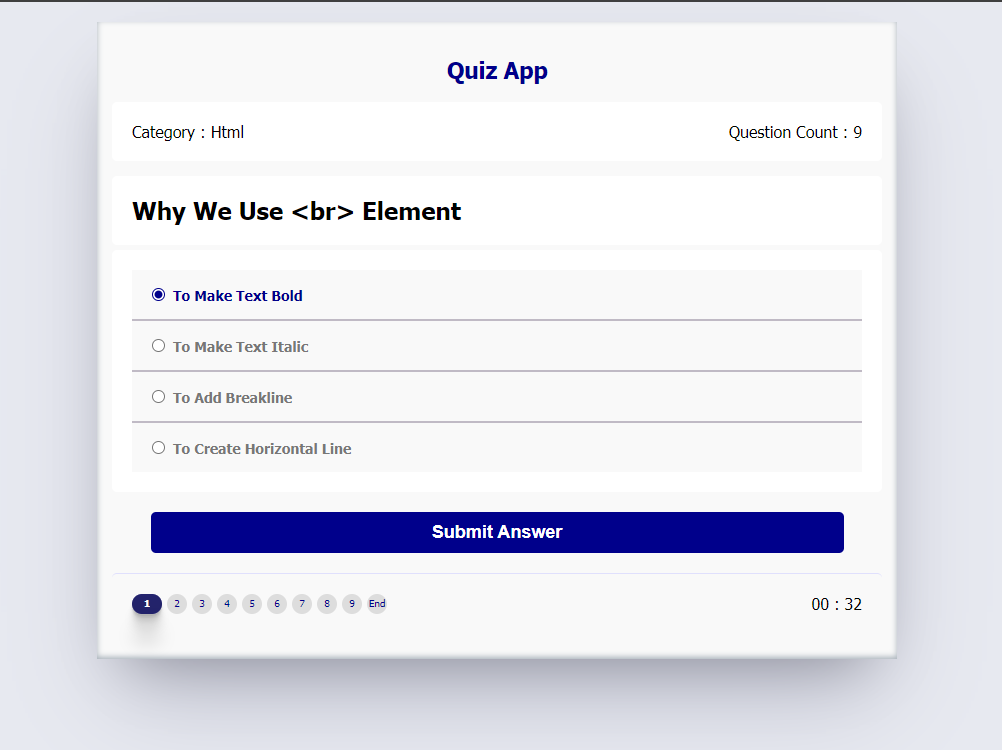 Quiz App
Category : Html
Question Count : 9
Why We Use <br> Element
To Make Text Bold
To Make Text Italic
To Add Breakline
To Create Horizontal Line
Submit Answer
1 2 3 4 5 6 7 8 9 End
00 : 32